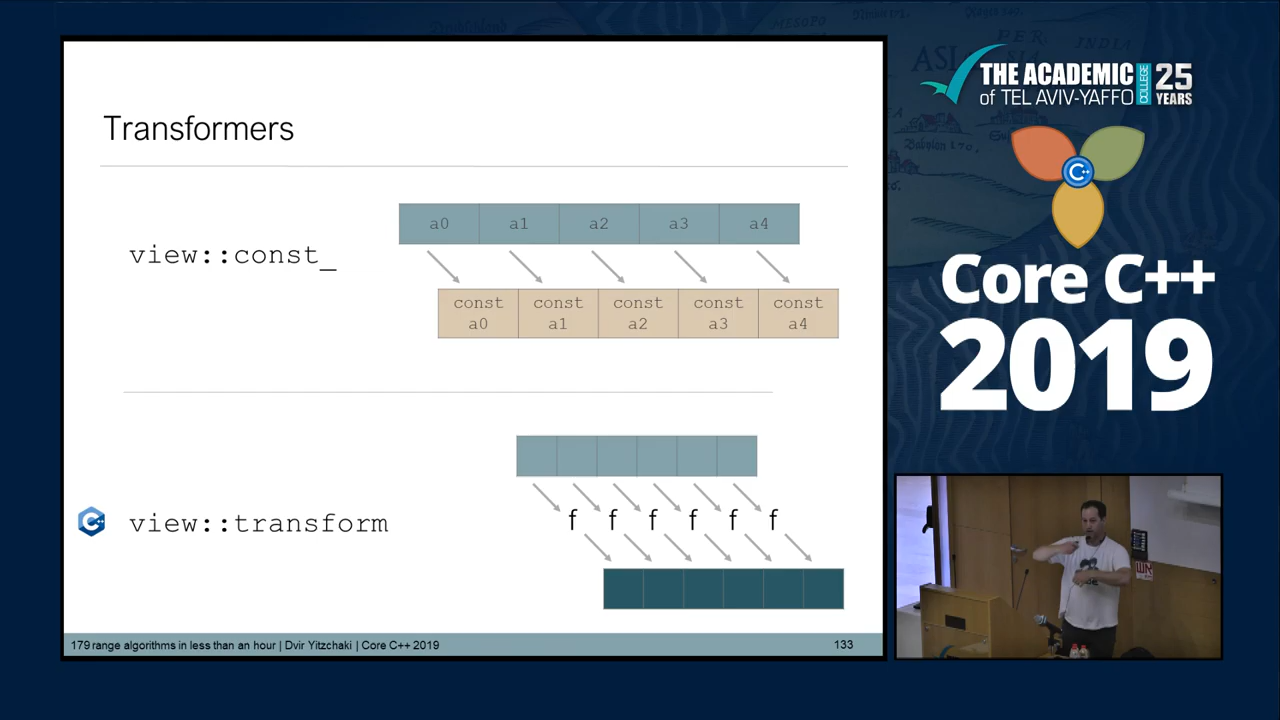 Transformers
view::const_
a0 a1 a2 a3 a4
const const const const const
a0 a1 a2 a3 a4
view::transform
f f f f f f
179 range algorithms in less than an hour | Dvir Yitzchaki | Core C++ 2019
133
THE ACADEMIC
of TEL AVIV-YAFFO
COLLEGE
25
YEARS
C++
Core C++
2019